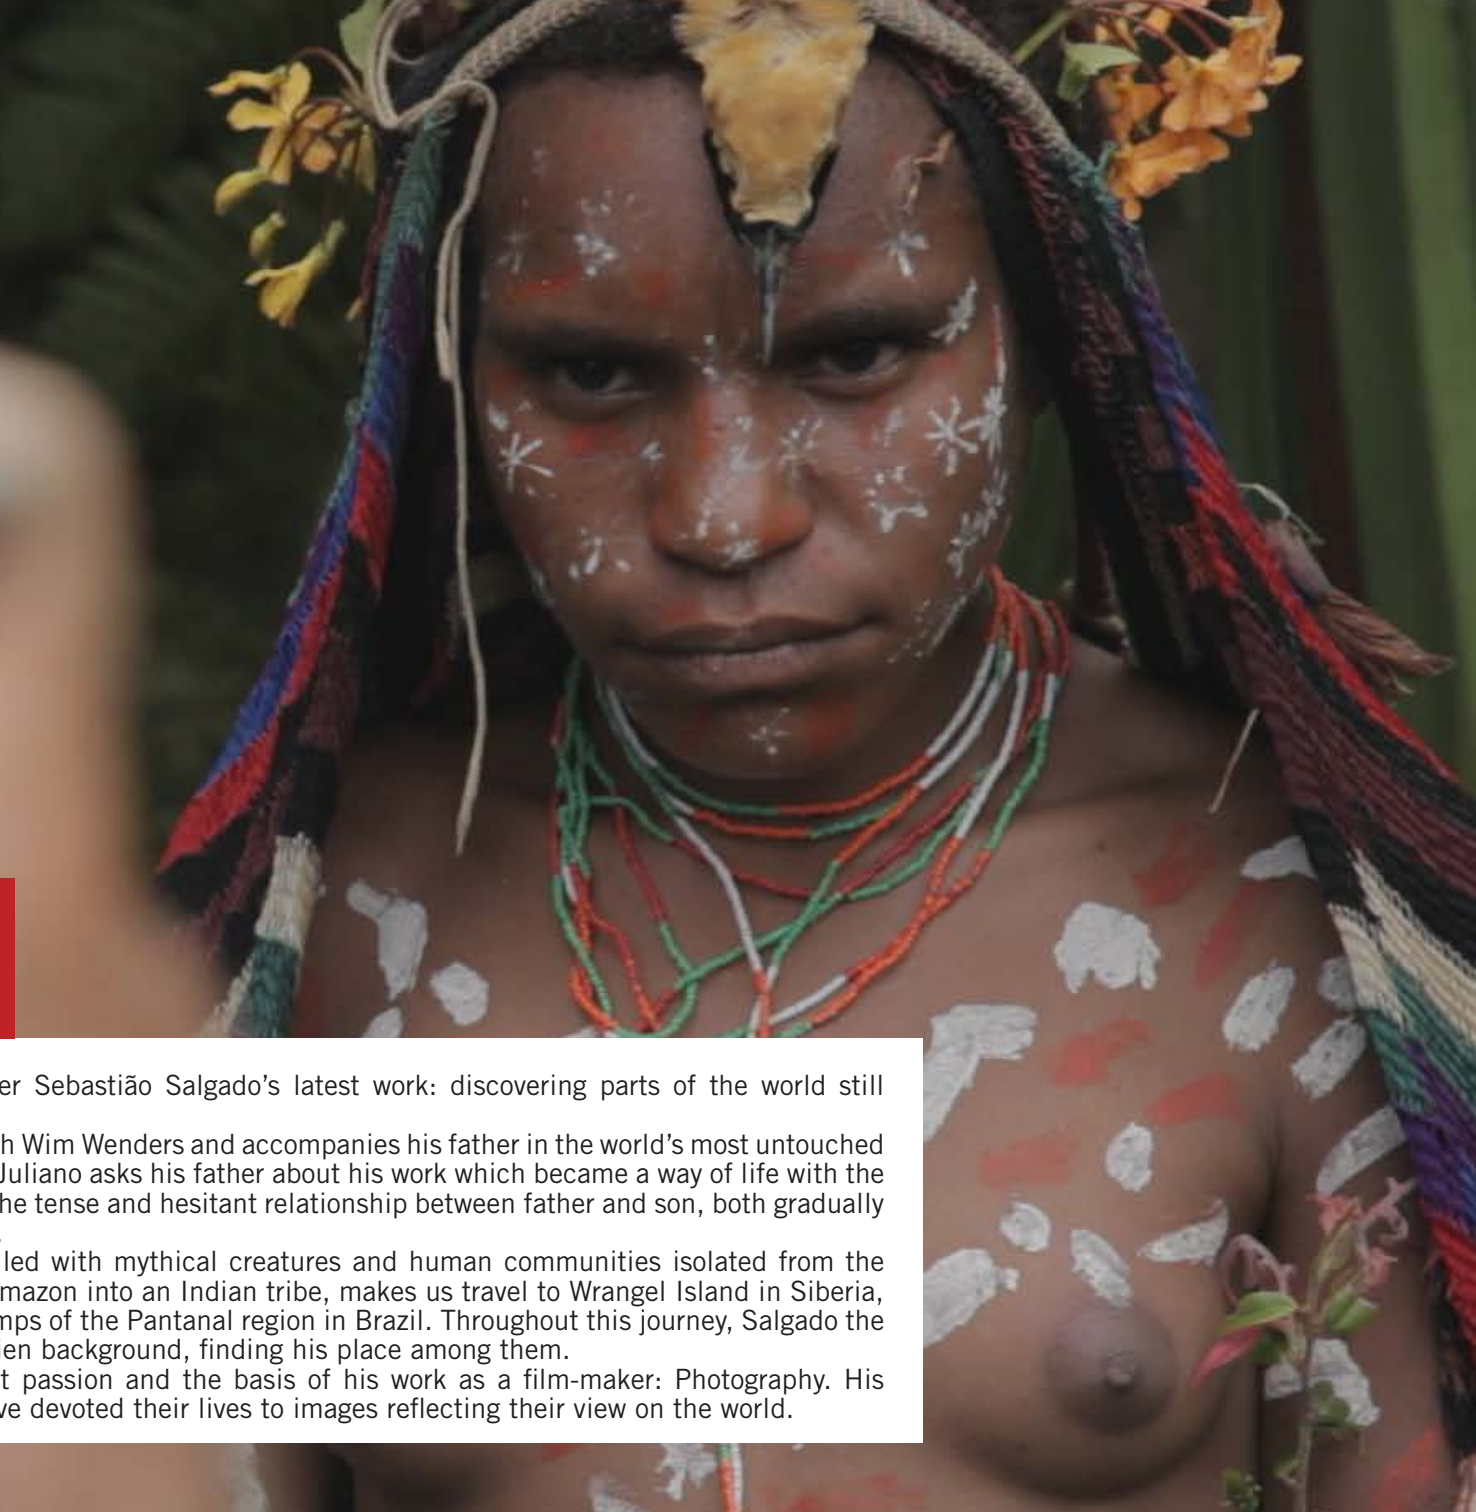 er Sebastião Salgado’s latest work: discovering parts of the world still
h Wim Wenders and accompanies his father in the world’s most untouched
Juliano asks his father about his work which became a way of life with the
he tense and hesitant relationship between father and son, both gradually
.
led with mythical creatures and human communities isolated from the
mazon into an Indian tribe, makes us travel to Wrangel Island in Siberia,
mps of the Pantanal region in Brazil. Throughout this journey, Salgado the
ien background, finding his place among them.
t passion and the basis of his work as a film-maker: Photography. His
ve devoted their lives to images reflecting their view on the world.